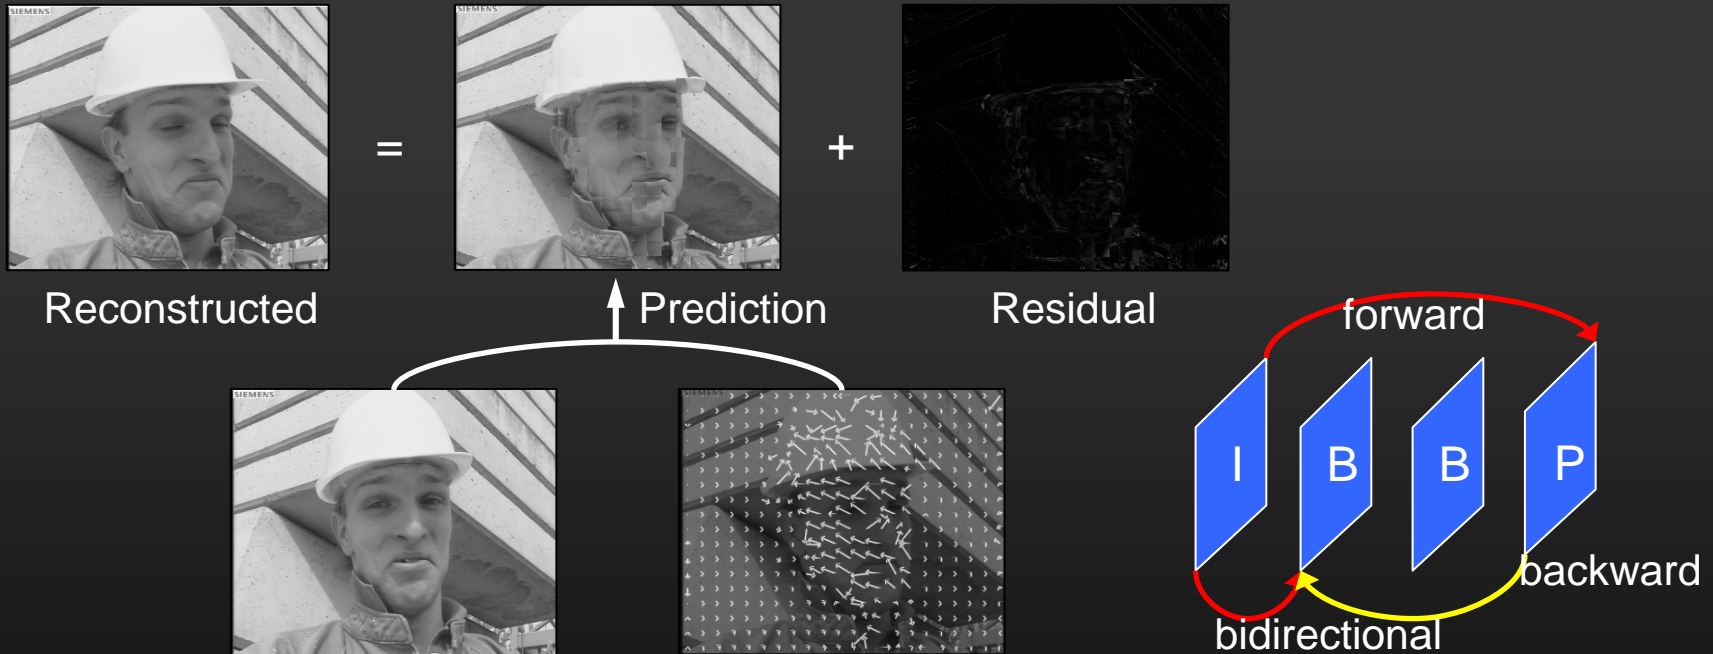 SIEMENS
SIEMENS
=
+
Reconstructed
Prediction
Residual
forward
SIEMENS
SIEMENS
I
B
B
P
backward
bidirectional